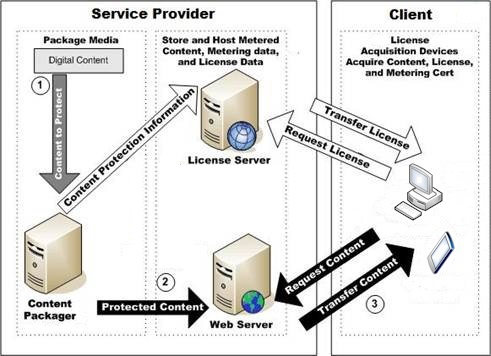 Service Provider
Client
Package Media
Digital Content
Store and Host Metered
Content, Metering data,
and License Data
License
Acquisition Devices
Acquire Content, License,
and Metering Cert
1
Content to Protect
Content Protection Information
License Server
Transfer License
Request License
2
Content
Packager
Protected Content
Web Server
Request Content
Transfer Content
3